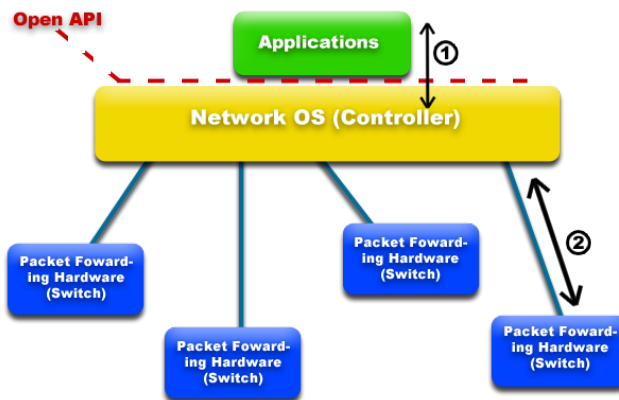 Open API
Applications
①
Network OS (Controller)
②
Packet Foward-
ing Hardware
(Switch)
Packet Foward-
ing Hardware
(Switch)
Packet Foward-
ing Hardware
(Switch)
Packet Foward-
ing Hardware
(Switch)